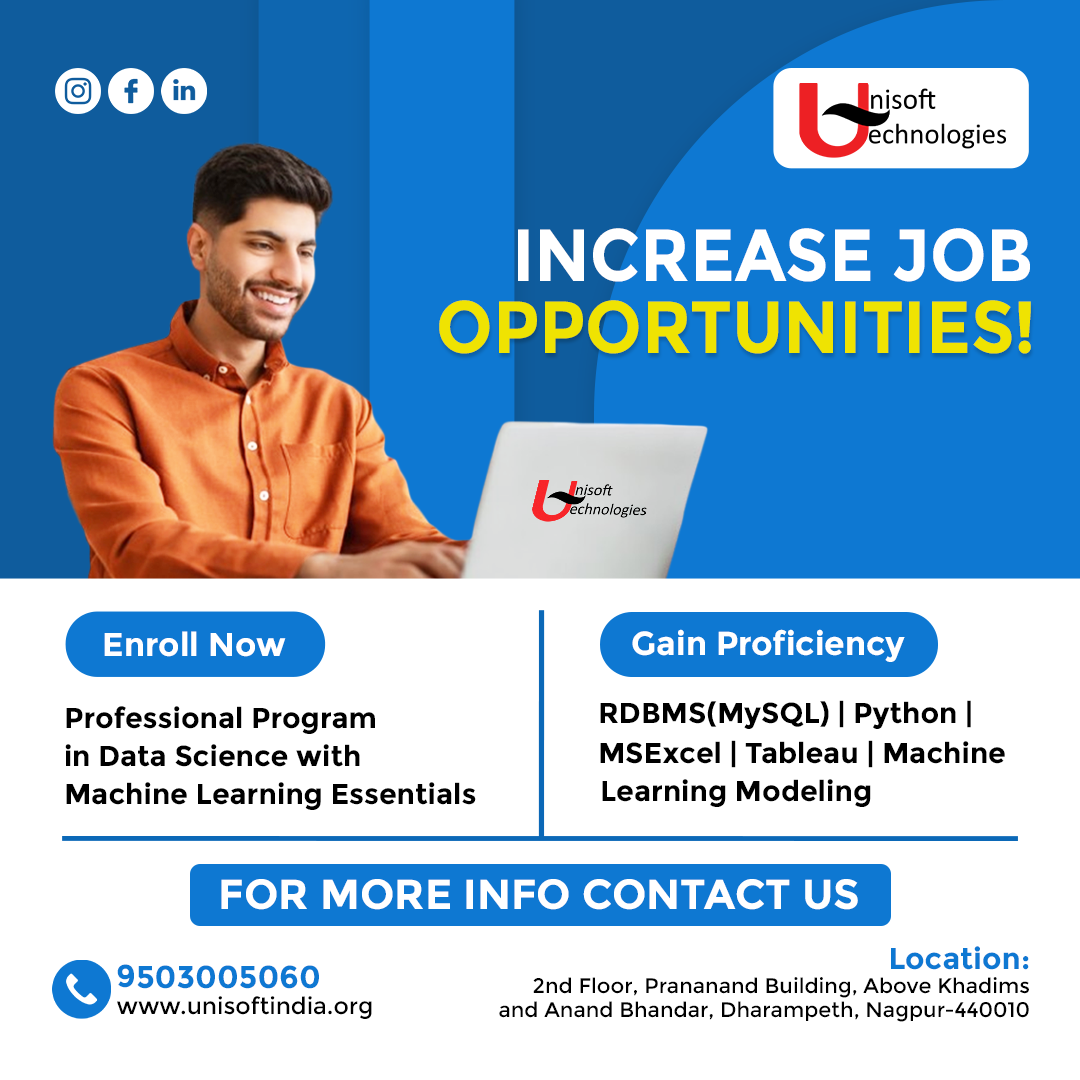 Unisoft
Technologies
INCREASE JOB
OPPORTUNITIES!
Unisoft
Technologies
Enroll Now
Professional Program
in Data Science with
Machine Learning Essentials
Gain Proficiency
RDBMS(MySQL) | Python |
MSExcel | Tableau | Machine
Learning Modeling
FOR MORE INFO CONTACT US
9503005060
www.unisoftindia.org
Location:
2nd Floor, Prananand Building, Above Khadims
and Anand Bhandar, Dharampeth, Nagpur-440010